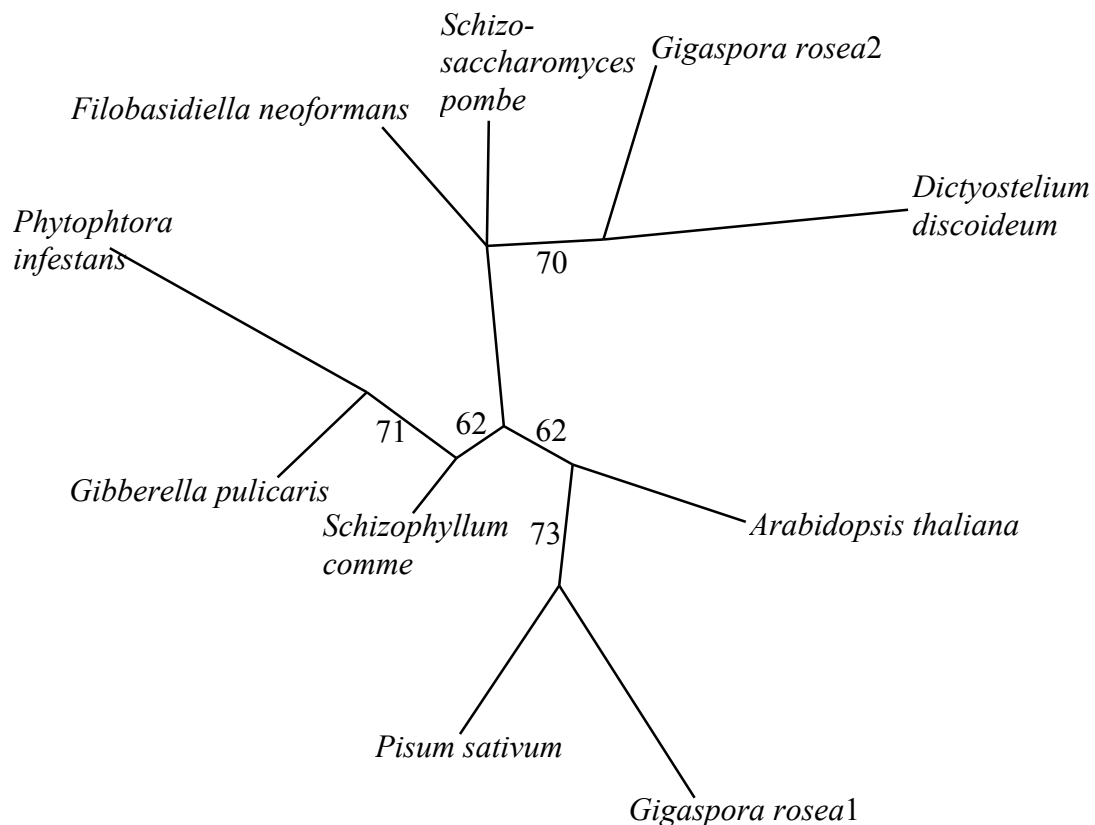 Schizo-
saccharomyces
pombe
Gigaspora rosea2
Filobasidiella neoformans
Dictyostelium
discoideum
Phytophtora
infestans
70
62
62
71
Gibberella pulicaris
Schizophyllum
comme
73
Arabidopsis thaliana
Pisum sativum
Gigaspora rosea1